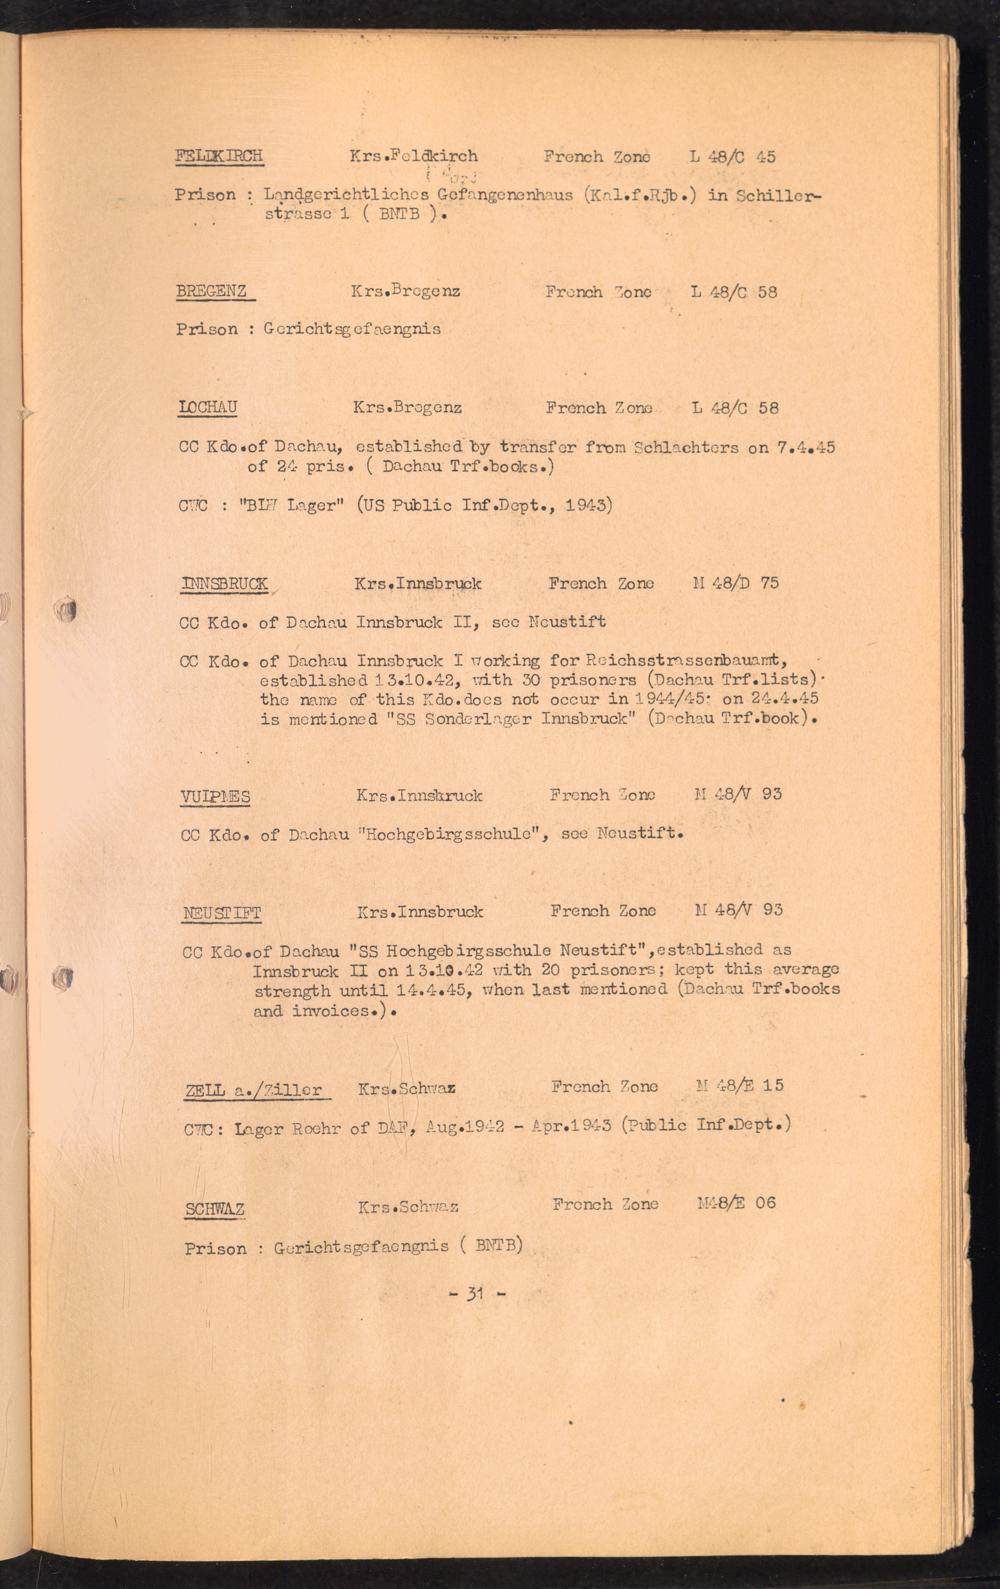 FELDKIRCH Krs.Feldkirch French Zone L 48/C 45
Prison : Landgerichtliches Gefangenenhaus (Kal.f.Rjb.) in Schiller-
strasse 1 ( BNTB ).
BREGENZ Krs.Bregenz French Zone L 48/C 58
Prison : Gerichtsgefaengnis
LOCHAU Krs.Bregenz French Zone L 48/C 58
CC Kdo.of Dachau, established by transfer from Schlachters on 7.4.45
of 24 pris. ( Dachau Trf.books.)
CWC : "BLW Lager" (US Public Inf.Dept., 1943)
INNSBRUCK Krs.Innsbruck French Zone M 48/D 75
CC Kdo. of Dachau Innsbruck II, see Neustift
CC Kdo. of Dachau Innsbruck I working for Reichsstrassenbauamt,
established 13.10.42, with 30 prisoners (Dachau Trf.lists);
the name of this Kdo.does not occur in 1944/45; on 24.4.45
is mentioned "SS Sonderlager Innsbruck" (Dachau Trf.book).
VULPMES Krs.Innsbruck French Zone M 48/V 93
CC Kdo. of Dachau "Hochgebirgsschule", see Neustift.
NEUSTIFT Krs.Innsbruck French Zone M 48/V 93
CC Kdo.of Dachau "SS Hochgebirgsschule Neustift",established as
Innsbruck II on 13.10.42 with 20 prisoners; kept this average
strength until 14.4.45, when last mentioned (Dachau Trf.books
and invoices.).
ZELL a./Ziller Krs.Schwaz French Zone M 48/E 15
CWC: Lager Roehr of DAF, Aug.1942 - Apr.1943 (Public Inf.Dept.)
SCHWAZ Krs.Schwaz French Zone M48/E 06
Prison : Gerichtsgefaengnis ( BNTB)
- 31 -